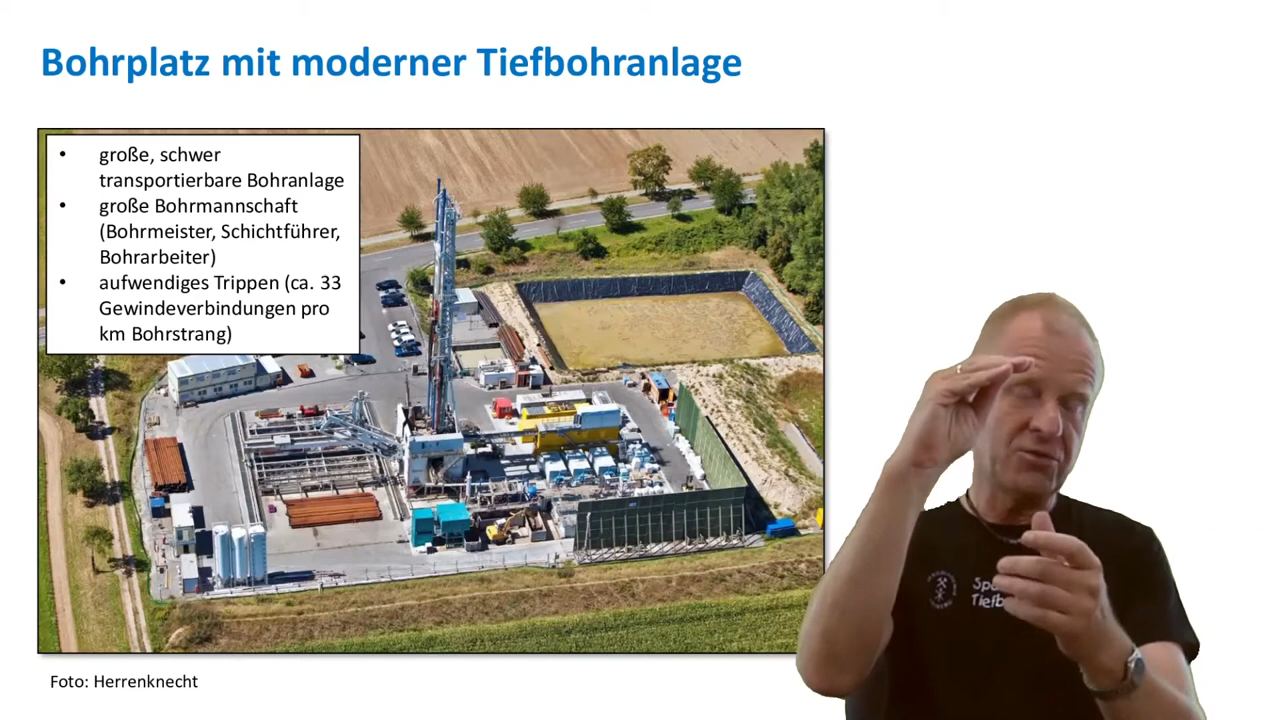 Bohrplatz mit moderner Tiefbohranlage
• große, schwer
transportierbare Bohranlage
• große Bohrmannschaft
(Bohrmeister, Schichtführer,
Bohrarbeiter)
• aufwendiges Trippen (ca. 33
Gewindeverbindungen pro
km Bohrstrang)
Foto: Herrenknecht